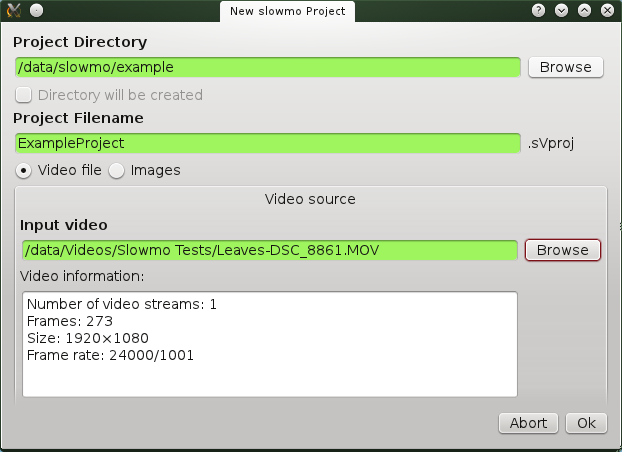 New slowmo Project
?
Project Directory
/data/slowmo/example
Browse
Directory will be created
Project Filename
ExampleProject
.sVproj
Video file
Images
Video source
Input video
/data/Videos/Slowmo Tests/Leaves-DSC_8861.MOV
Browse
Video information:
Number of video streams: 1
Frames: 273
Size: 1920×1080
Frame rate: 24000/1001
Abort
Ok